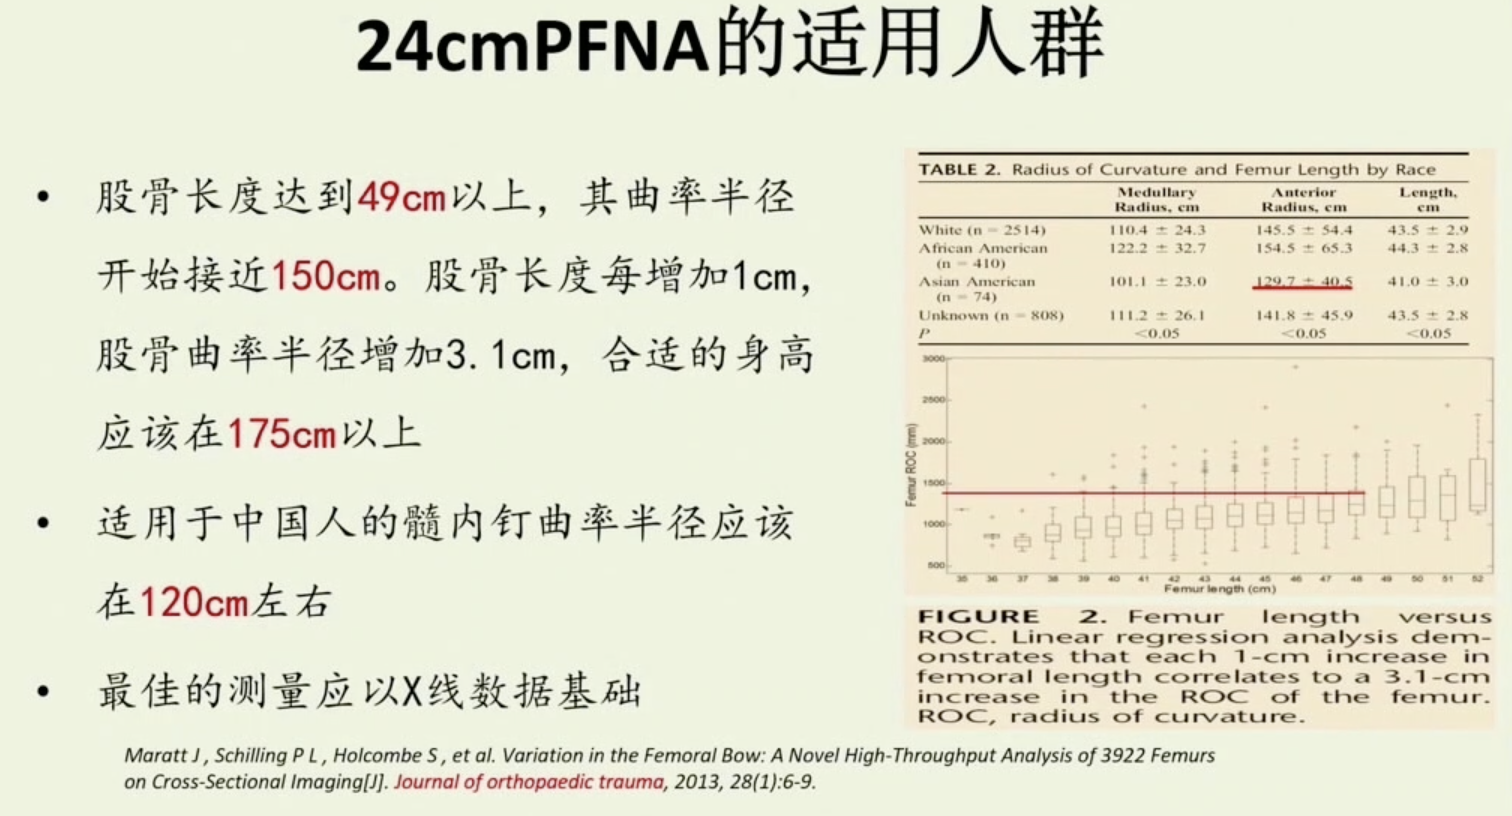 24cmPFNA的适用人群
• 股骨长度达到49cm以上，其曲率半径
开始接近150cm。股骨长度每增加1cm，
股骨曲率半径增加3.1cm，合适的身高
应该在175cm以上
• 适用于中国人的髓内钉曲率半径应该
在120cm左右
• 最佳的测量应以X线数据基础
TABLE 2. Radius of Curvature and Femur Length by Race
Medullary Radius, cm Anterior Radius, cm Length, cm
White (n = 2514) 110.4 ± 24.3 145.5 ± 54.4 43.5 ± 2.9
African American (n = 410) 122.2 ± 32.7 154.5 ± 65.3 44.3 ± 2.8
Asian American (n = 74) 101.1 ± 23.0 129.7 ± 40.5 41.0 ± 3.0
Unknown (n = 808) 111.2 ± 26.1 141.8 ± 45.9 43.5 ± 2.8
P <0.05 <0.05 <0.05
Femur ROC (mm)
3000
2500
2000
1500
1000
500
35 36 37 38 39 40 41 42 43 44 45 46 47 48 49 50 51 52
Femur length (cm)
FIGURE 2. Femur length versus
ROC. Linear regression analysis dem-
onstrates that each 1-cm increase in
femoral length correlates to a 3.1-cm
increase in the ROC of the femur.
ROC, radius of curvature.
Maratt J , Schilling P L , Holcombe S , et al. Variation in the Femoral Bow: A Novel High-Throughput Analysis of 3922 Femurs
on Cross-Sectional Imaging[J]. Journal of orthopaedic trauma, 2013, 28(1):6-9.